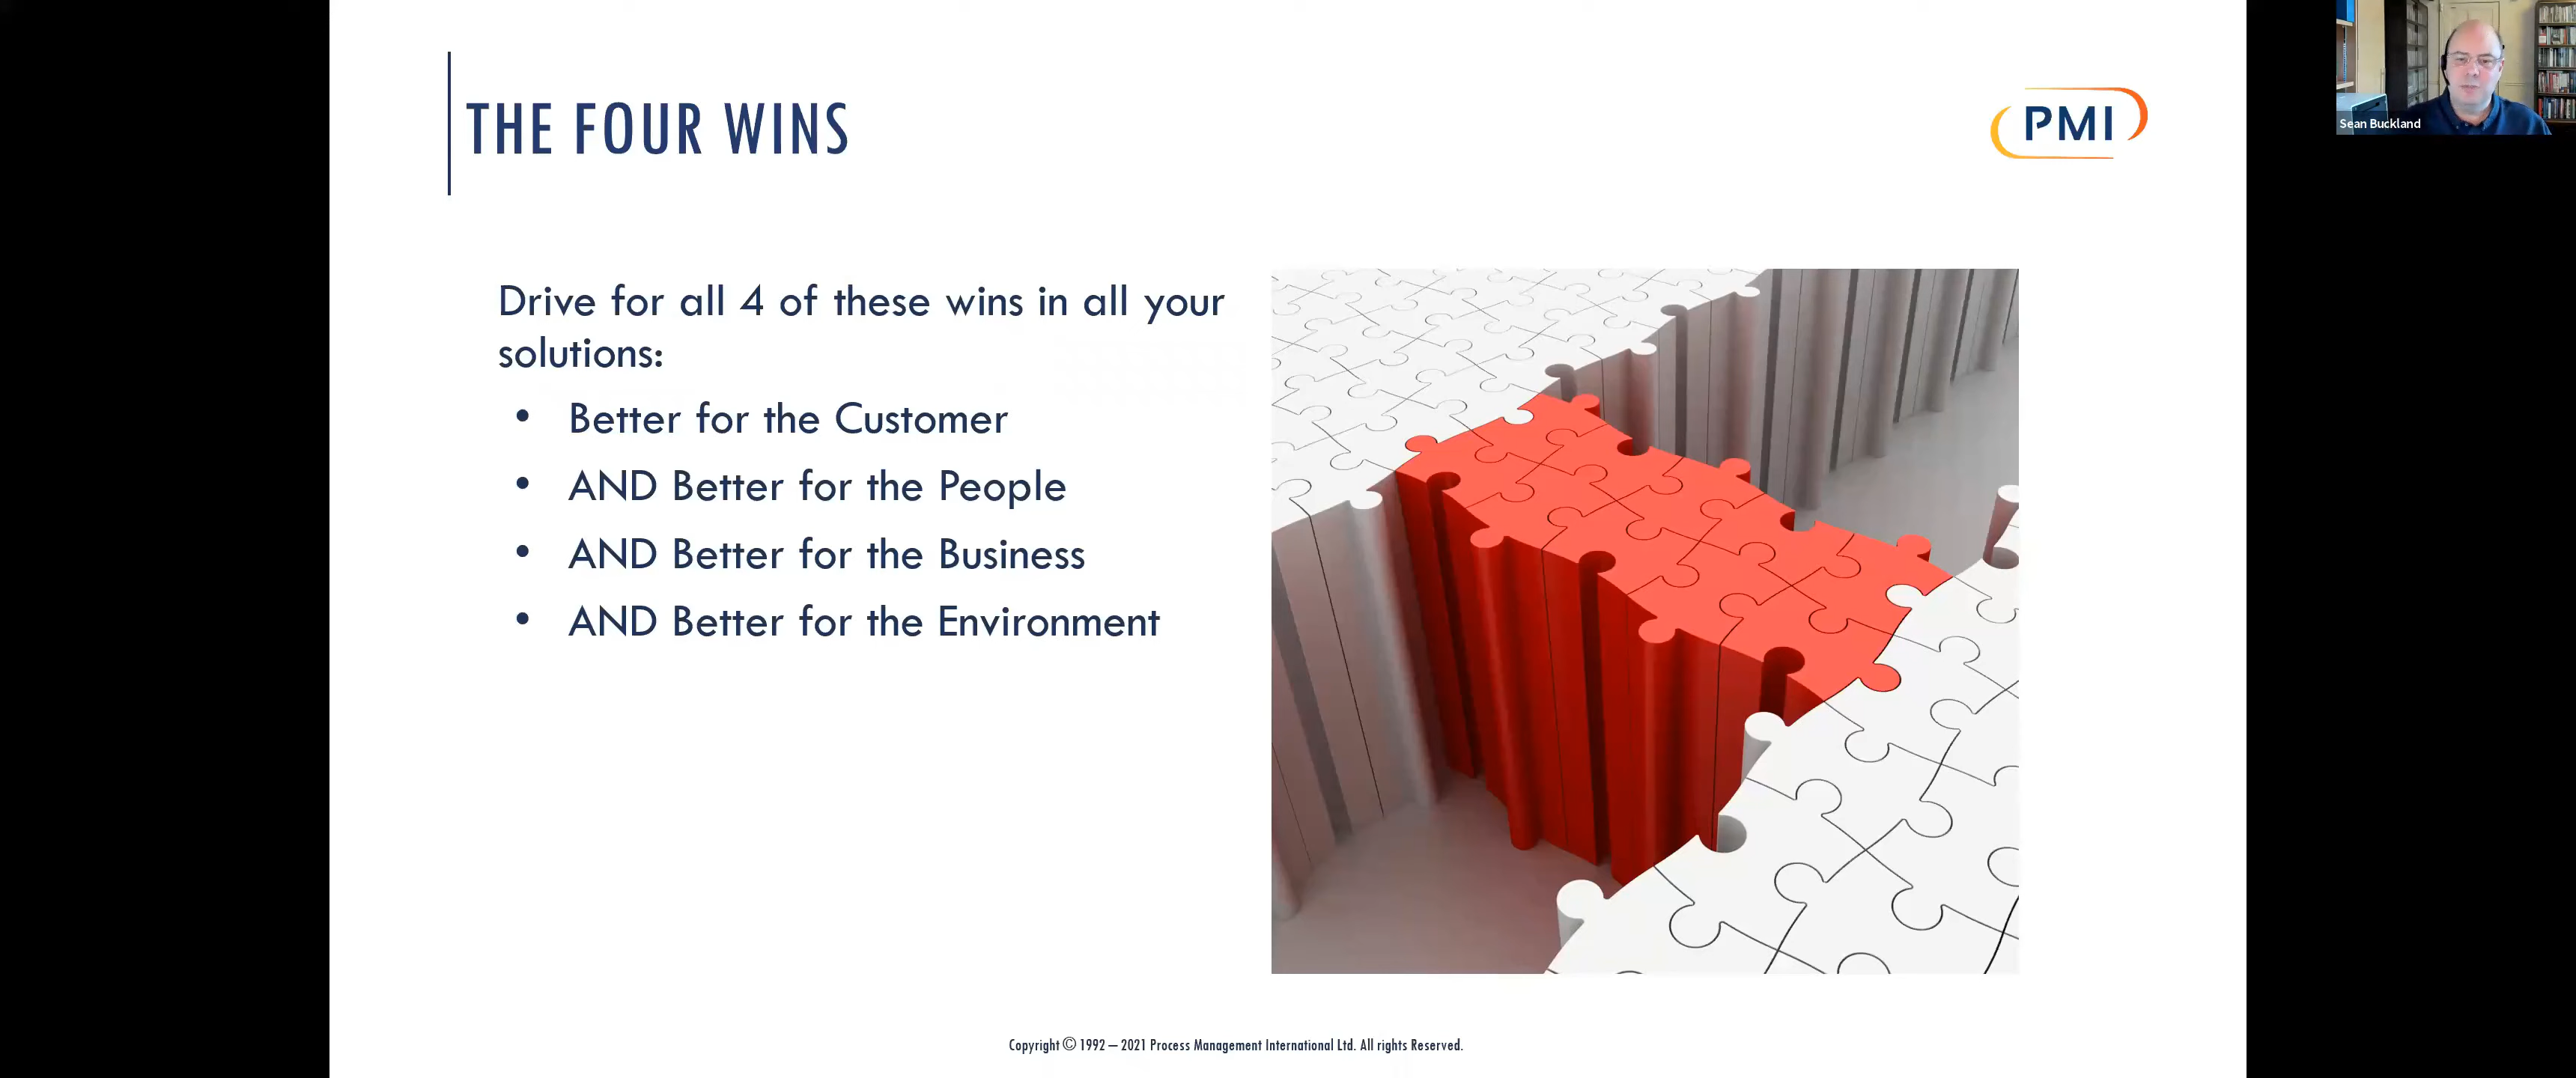 THE FOUR WINS
PMI
Sean Buckland
Drive for all 4 of these wins in all your
solutions:
• Better for the Customer
• AND Better for the People
• AND Better for the Business
• AND Better for the Environment
Copyright © 1992 – 2021 Process Management International Ltd. All rights Reserved.